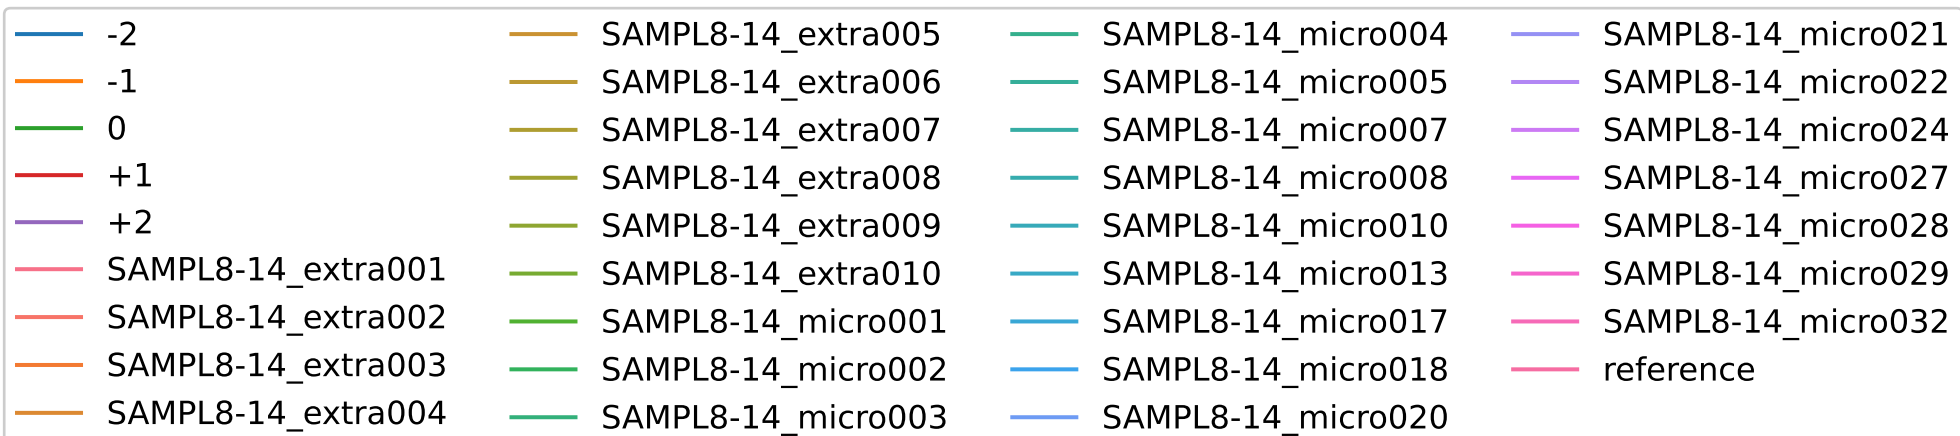 -2
-1
0
+1
+2
SAMPL8-14_extra001
SAMPL8-14_extra002
SAMPL8-14_extra003
SAMPL8-14_extra004
SAMPL8-14_extra005
SAMPL8-14_extra006
SAMPL8-14_extra007
SAMPL8-14_extra008
SAMPL8-14_extra009
SAMPL8-14_extra010
SAMPL8-14_micro001
SAMPL8-14_micro002
SAMPL8-14_micro003
SAMPL8-14_micro004
SAMPL8-14_micro005
SAMPL8-14_micro007
SAMPL8-14_micro008
SAMPL8-14_micro010
SAMPL8-14_micro013
SAMPL8-14_micro017
SAMPL8-14_micro018
SAMPL8-14_micro020
SAMPL8-14_micro021
SAMPL8-14_micro022
SAMPL8-14_micro024
SAMPL8-14_micro027
SAMPL8-14_micro028
SAMPL8-14_micro029
SAMPL8-14_micro032
reference